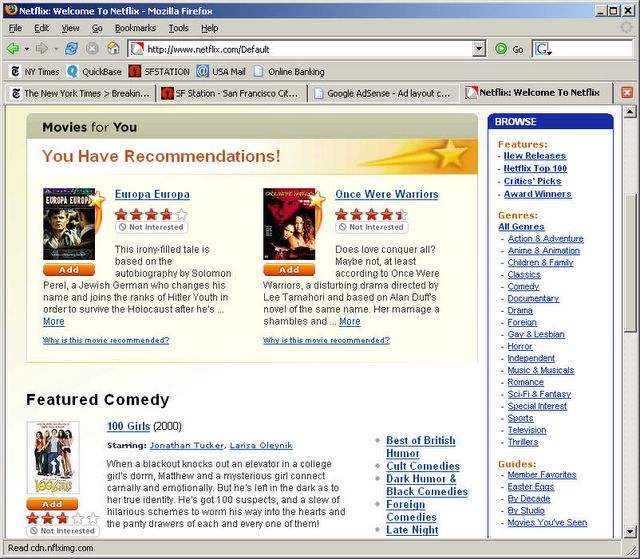 Netflix: Welcome To Netflix - Mozilla Firefox
File Edit View Go Bookmarks Tools Help
http://www.netflix.com/Default
Go
G
NY Times QuickBase SFSTATION USA Mail Online Banking
The New York Times > Breakin...
SF Station - San Francisco Cit...
Google AdSense - Ad layout c...
Netflix: Welcome To Netflix
Movies for You
You Have Recommendations!
EUROPA EUROPA
Add
Europa Europa
Not Interested
This irony-filled tale is
based on the
autobiography by Solomon
Perel, a Jewish German who changes his
name and joins the ranks of Hitler Youth in
order to survive the Holocaust after he's ...
More
Why is this movie recommended?
Add
Once Were Warriors
Not Interested
Does love conquer all?
Maybe not, at least
according to Once Were
Warriors, a disturbing drama directed by
Lee Tamahori and based on Alan Duff's
novel of the same name. Her marriage a
shambles and ... More
Why is this movie recommended?
Featured Comedy
100 Girls
Add
Not Interested
100 Girls (2000)
Starring: Jonathan Tucker, Larisa Oleynik
When a blackout knocks out an elevator in a college
girl's dorm, Matthew and a mysterious girl connect
carnally and emotionally. But he's left in the dark as to
her true identity. He's got 100 suspects, and a slew of
hilarious schemes to worm his way into the hearts and
the panty drawers of each and every one of them!
Best of British
Humor
Cult Comedies
Dark Humor &
Black Comedies
Foreign
Comedies
Late Night
BROWSE
Features:
- New Releases
- Netflix Top 100
- Critics' Picks
- Award Winners
Genres:
All Genres
- Action & Adventure
- Anime & Animation
- Children & Family
- Classics
- Comedy
- Documentary
- Drama
- Foreign
- Gay & Lesbian
- Horror
- Independent
- Music & Musicals
- Romance
- Sci-Fi & Fantasy
- Special Interest
- Sports
- Television
- Thrillers
Guides:
- Member Favorites
- Easter Eggs
- By Decade
- By Studio
- Movies You've Seen
Read cdn.nflximg.com